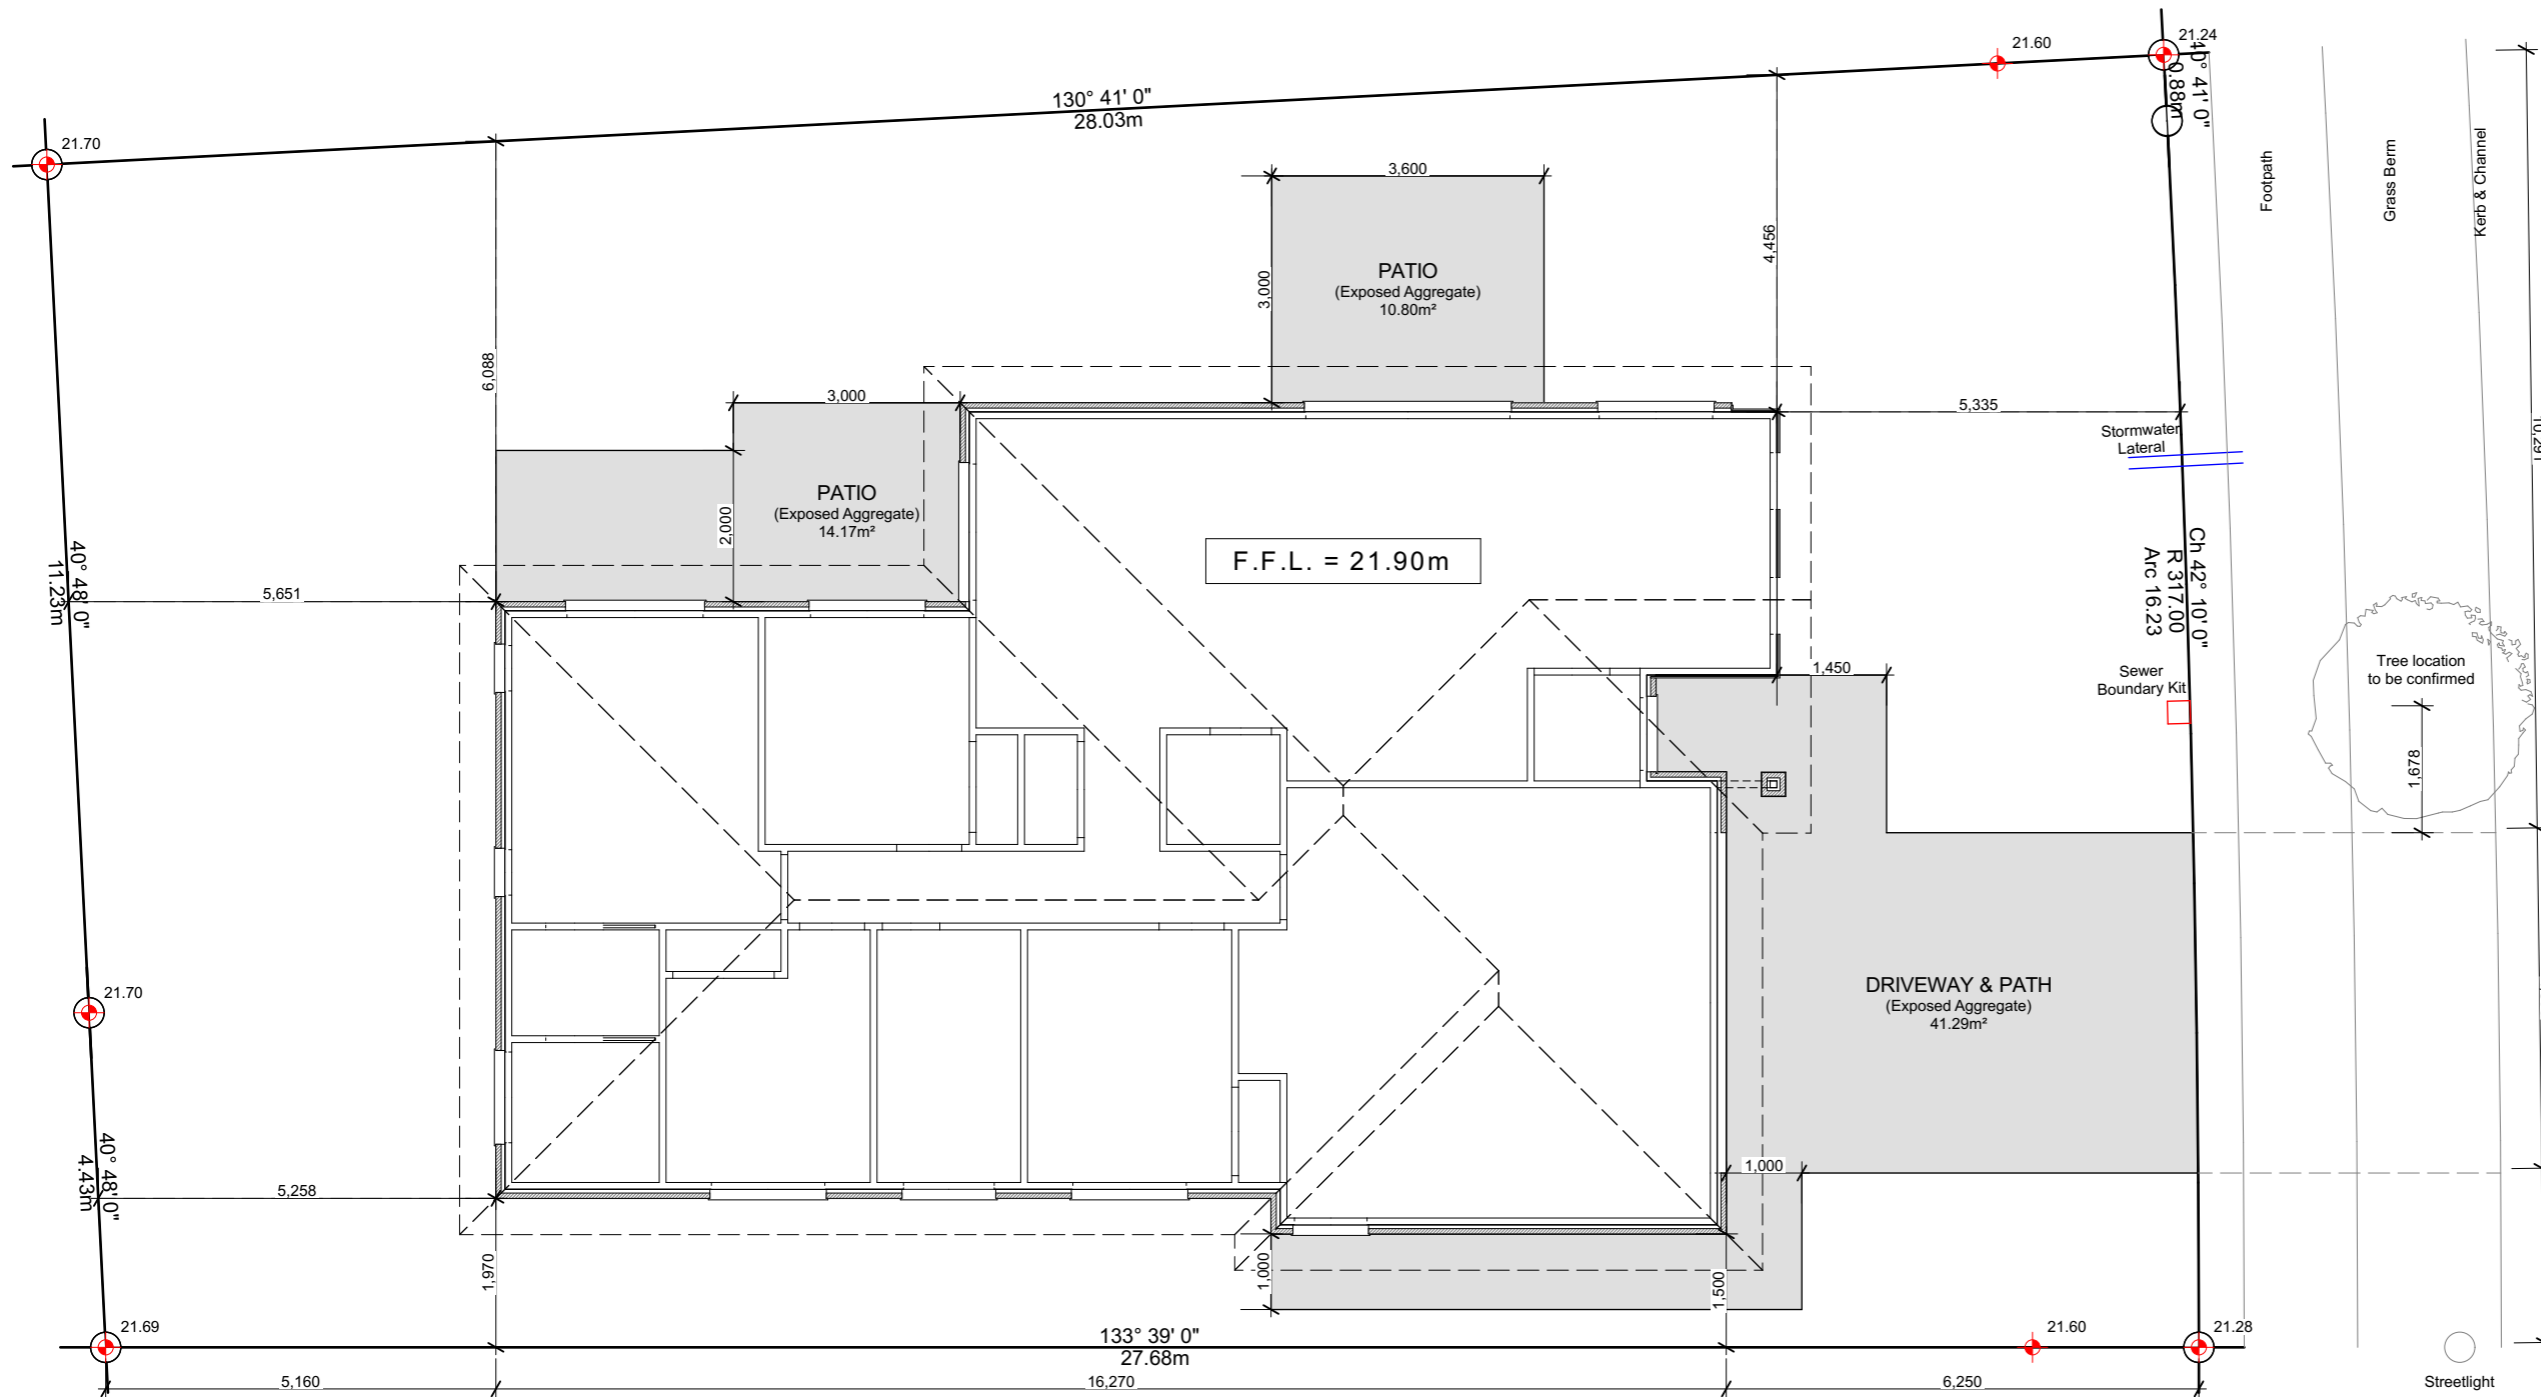 21.24
21.60
40° 41' 0"
0.88m
130° 41' 0"
28.03m
21.70
Footpath
Grass Berm
Kerb & Channel
3,600
4,456
3,000
PATIO
(Exposed Aggregate)
10.80m²
6,088
3,000
5,335
Stormwater
Lateral
10,291
2,000
PATIO
(Exposed Aggregate)
14.17m²
F.F.L. = 21.90m
40° 48' 0"
11.23m
5,651
Ch 42° 10' 0"
R 317.00
Arc 16.23
Sewer
Boundary Kit
1,450
Tree location
to be confirmed
1,678
21.70
DRIVEWAY & PATH
(Exposed Aggregate)
41.29m²
40° 48' 0"
4.43m
5,258
1,000
1,970
1,000
1,500
21.69
133° 39' 0"
27.68m
21.60
21.28
5,160
16,270
6,250
Streetlight